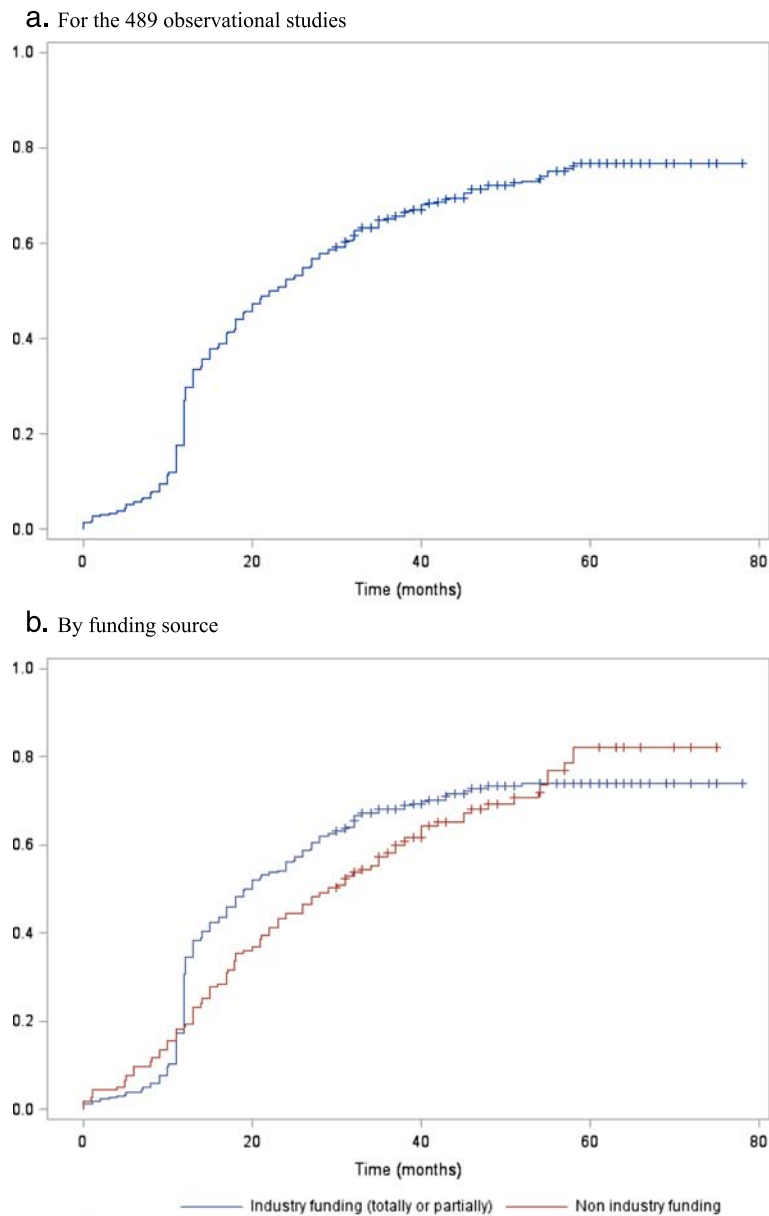 a. For the 489 observational studies
1.0
0.8
0.6
0.4
0.2
0.0
0 20 40 60 80
Time (months)
b. By funding source
1.0
0.8
0.6
0.4
0.2
0.0
0 20 40 60 80
Time (months)
Industry funding (totally or partially) Non industry funding